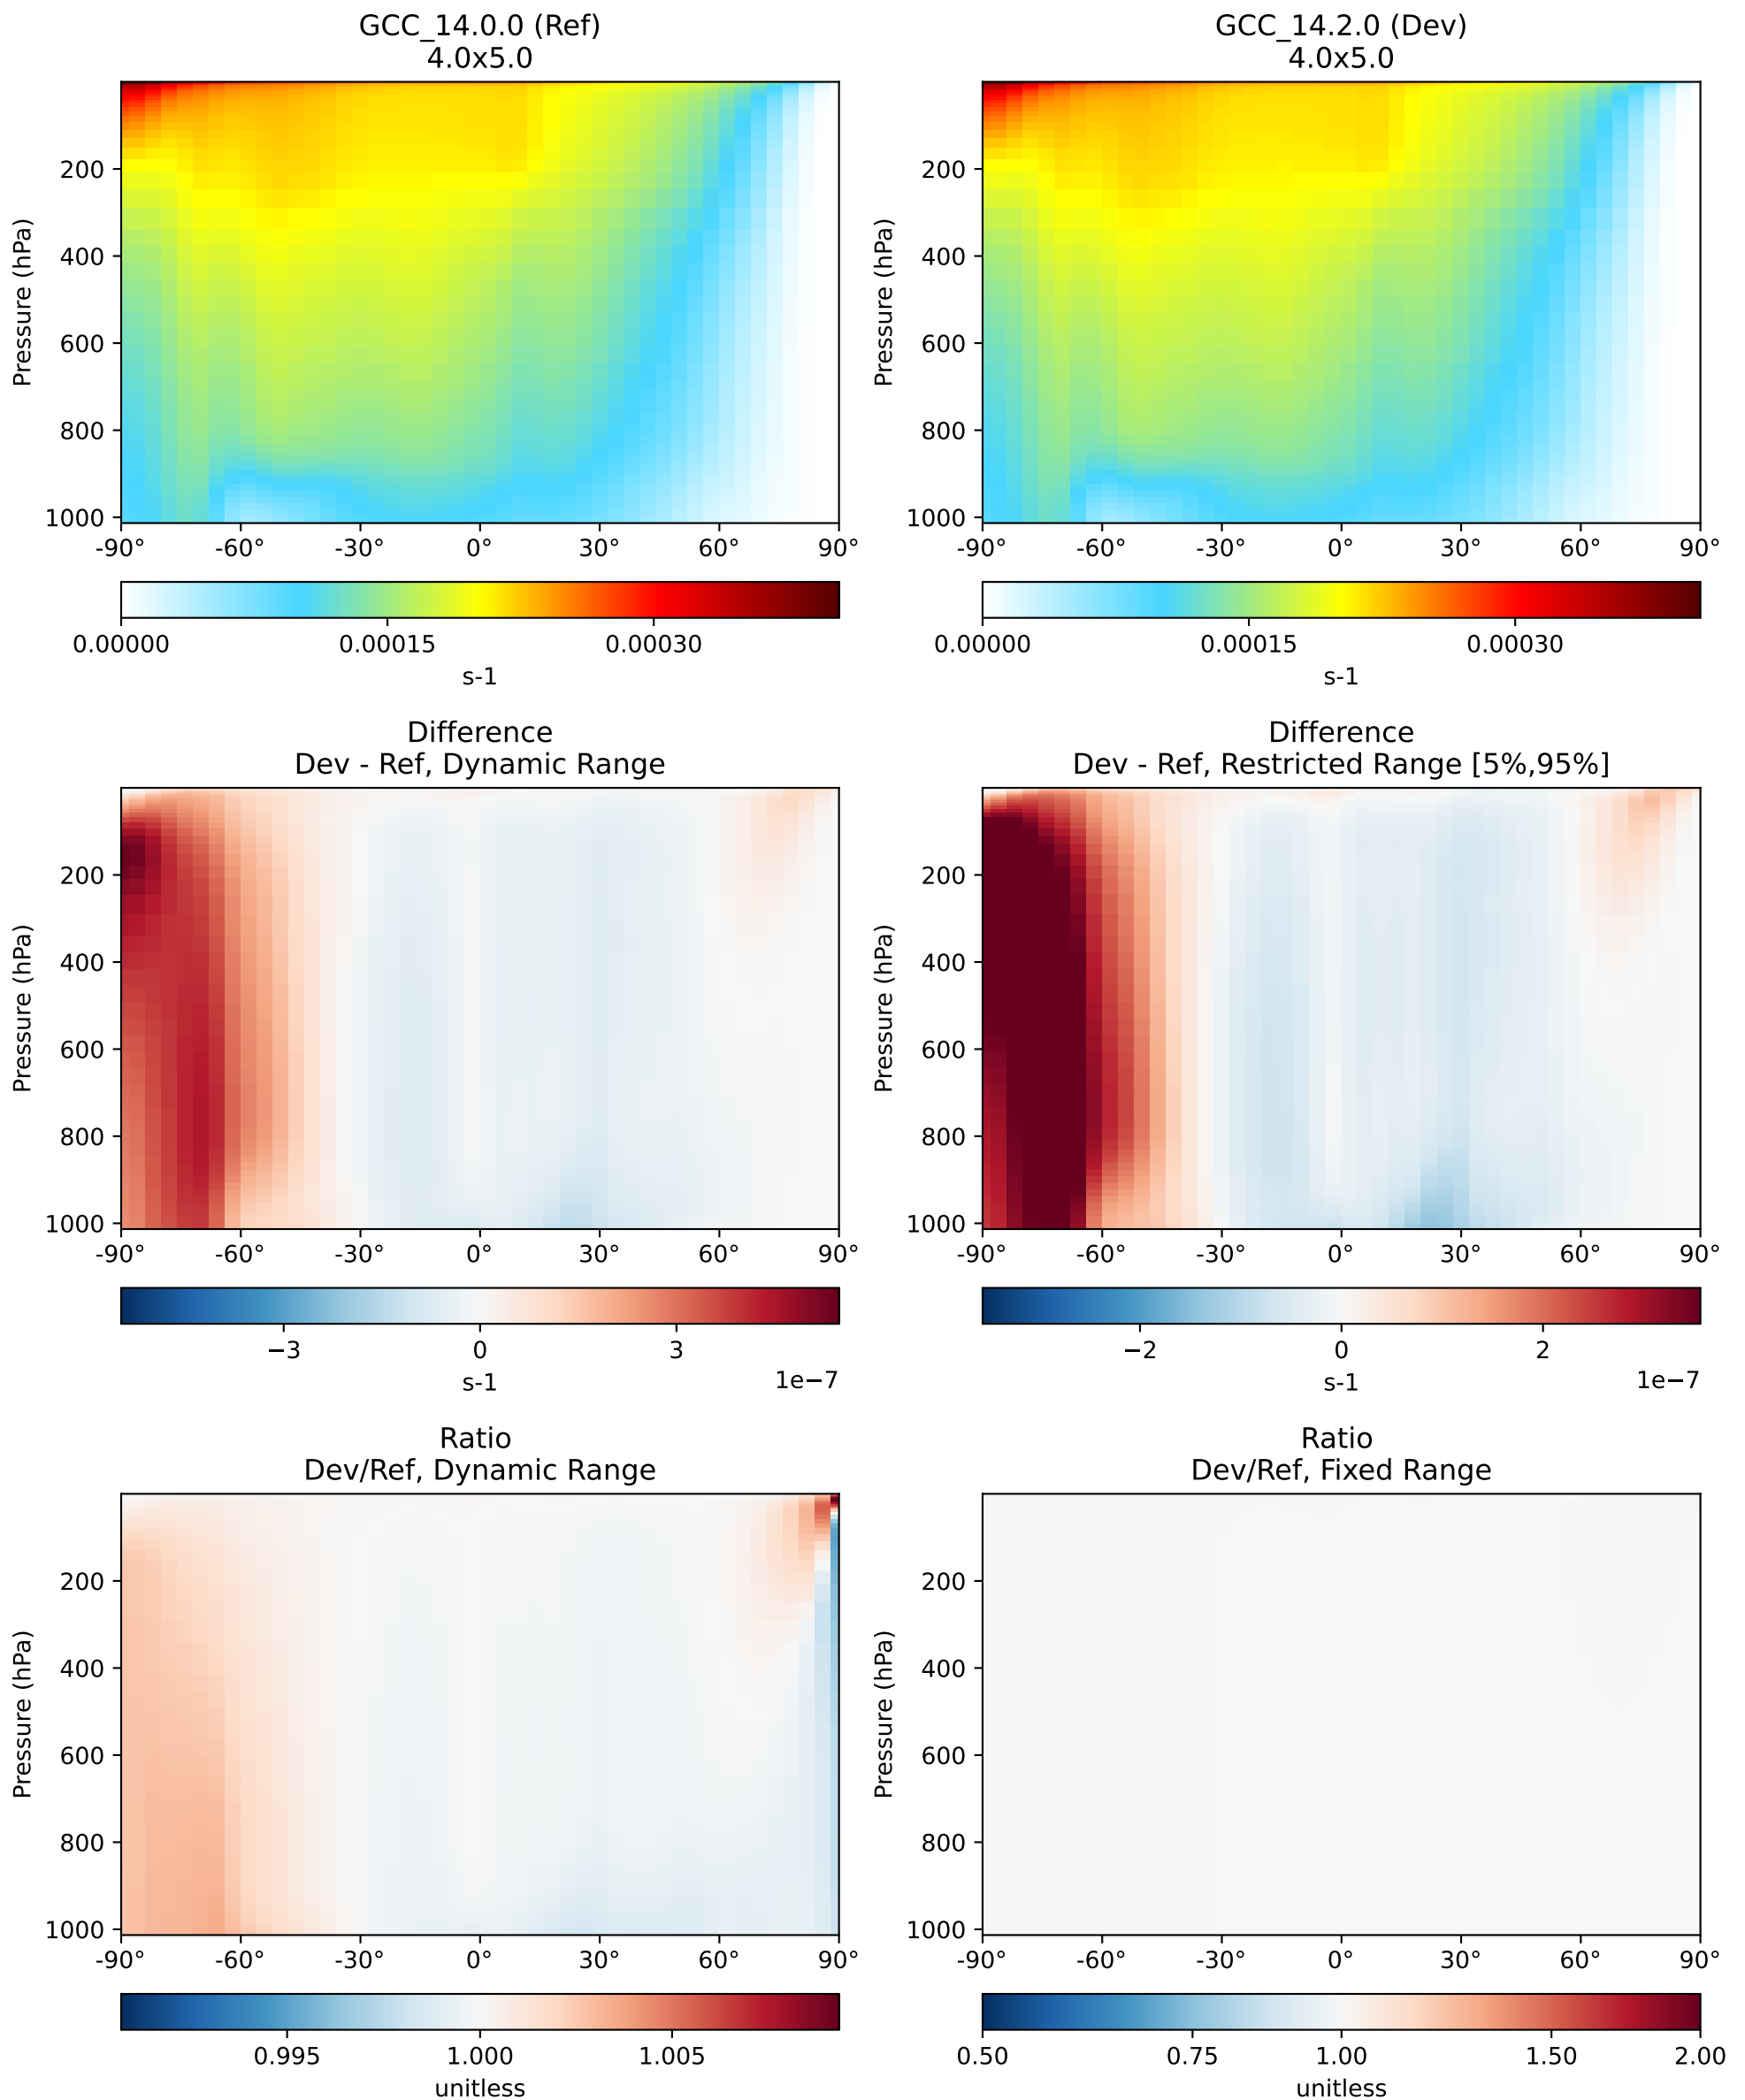 GCC_14.0.0 (Ref)
4.0x5.0
GCC_14.2.0 (Dev)
4.0x5.0
Pressure (hPa)
200
400
600
800
1000
-90° -60° -30° 0° 30° 60° 90°
0.00000 0.00015 0.00030
s-1
Pressure (hPa)
200
400
600
800
1000
-90° -60° -30° 0° 30° 60° 90°
0.00000 0.00015 0.00030
s-1
Difference
Dev - Ref, Dynamic Range
Pressure (hPa)
200
400
600
800
1000
-90° -60° -30° 0° 30° 60° 90°
−3 0 3
s-1 1e−7
Difference
Dev - Ref, Restricted Range [5%,95%]
Pressure (hPa)
200
400
600
800
1000
-90° -60° -30° 0° 30° 60° 90°
−2 0 2
s-1 1e−7
Ratio
Dev/Ref, Dynamic Range
Pressure (hPa)
200
400
600
800
1000
-90° -60° -30° 0° 30° 60° 90°
0.995 1.000 1.005
unitless
Ratio
Dev/Ref, Fixed Range
Pressure (hPa)
200
400
600
800
1000
-90° -60° -30° 0° 30° 60° 90°
0.50 0.75 1.00 1.50 2.00
unitless